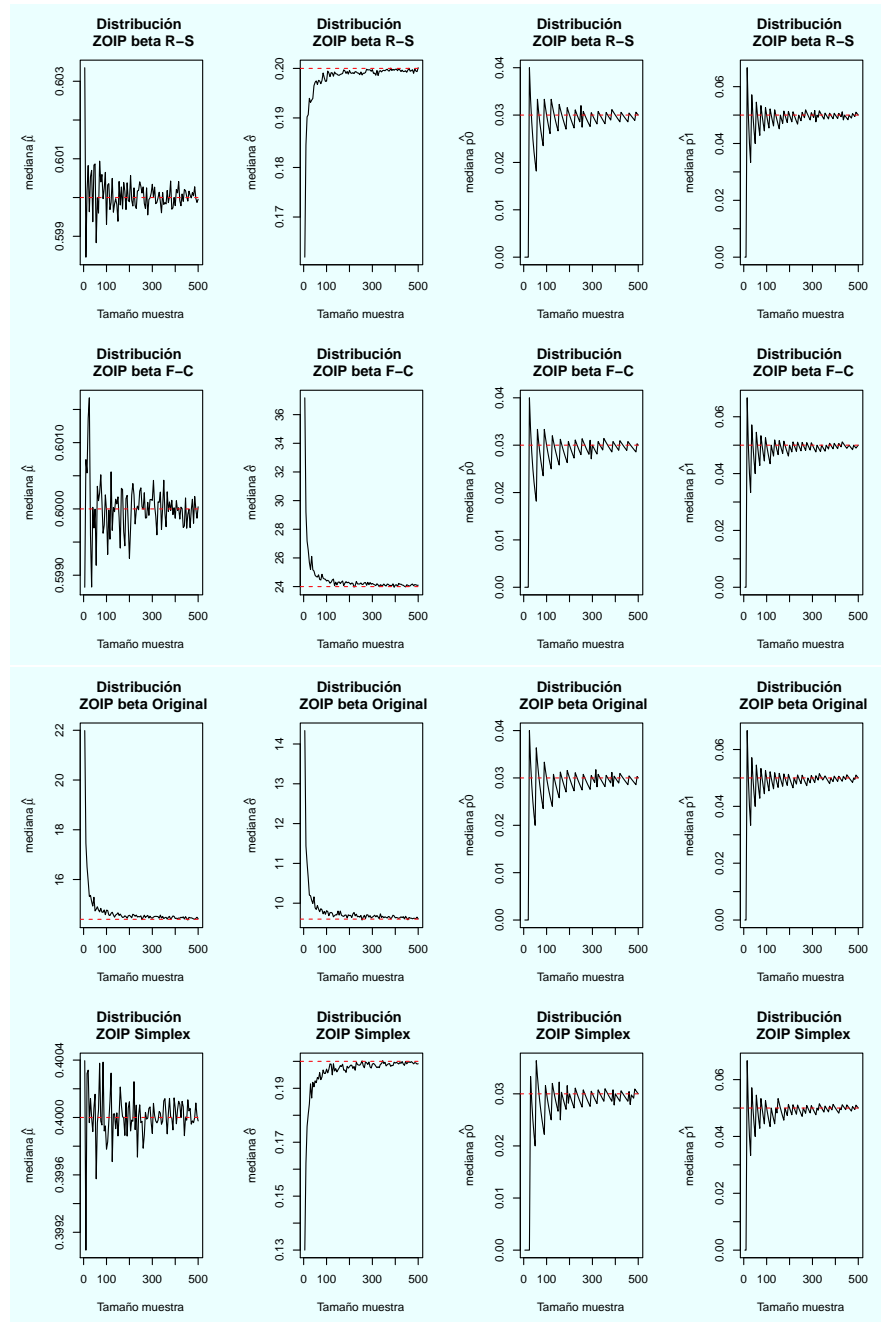 Distribución
ZOIP beta R−S
mediana μ̂
0.599
0.601
0.603
0 100 300 500
Tamaño muestra
Distribución
ZOIP beta R−S
mediana σ̂
0.17
0.18
0.19
0.20
0 100 300 500
Tamaño muestra
Distribución
ZOIP beta R−S
mediana p̂0
0.00
0.01
0.02
0.03
0.04
0 100 300 500
Tamaño muestra
Distribución
ZOIP beta R−S
mediana p̂1
0.00
0.02
0.04
0.06
0 100 300 500
Tamaño muestra
Distribución
ZOIP beta F−C
mediana μ̂
0.5990
0.6000
0.6010
0 100 300 500
Tamaño muestra
Distribución
ZOIP beta F−C
mediana σ̂
24
26
28
30
32
34
36
0 100 300 500
Tamaño muestra
Distribución
ZOIP beta F−C
mediana p̂0
0.00
0.01
0.02
0.03
0.04
0 100 300 500
Tamaño muestra
Distribución
ZOIP beta F−C
mediana p̂1
0.00
0.02
0.04
0.06
0 100 300 500
Tamaño muestra
Distribución
ZOIP beta Original
mediana μ̂
16
18
20
22
0 100 300 500
Tamaño muestra
Distribución
ZOIP beta Original
mediana σ̂
10
11
12
13
14
0 100 300 500
Tamaño muestra
Distribución
ZOIP beta Original
mediana p̂0
0.00
0.01
0.02
0.03
0.04
0 100 300 500
Tamaño muestra
Distribución
ZOIP beta Original
mediana p̂1
0.00
0.02
0.04
0.06
0 100 300 500
Tamaño muestra
Distribución
ZOIP Simplex
mediana μ̂
0.3992
0.3996
0.4000
0.4004
0 100 300 500
Tamaño muestra
Distribución
ZOIP Simplex
mediana σ̂
0.13
0.15
0.17
0.19
0 100 300 500
Tamaño muestra
Distribución
ZOIP Simplex
mediana p̂0
0.00
0.01
0.02
0.03
0 100 300 500
Tamaño muestra
Distribución
ZOIP Simplex
mediana p̂1
0.00
0.02
0.04
0.06
0 100 300 500
Tamaño muestra